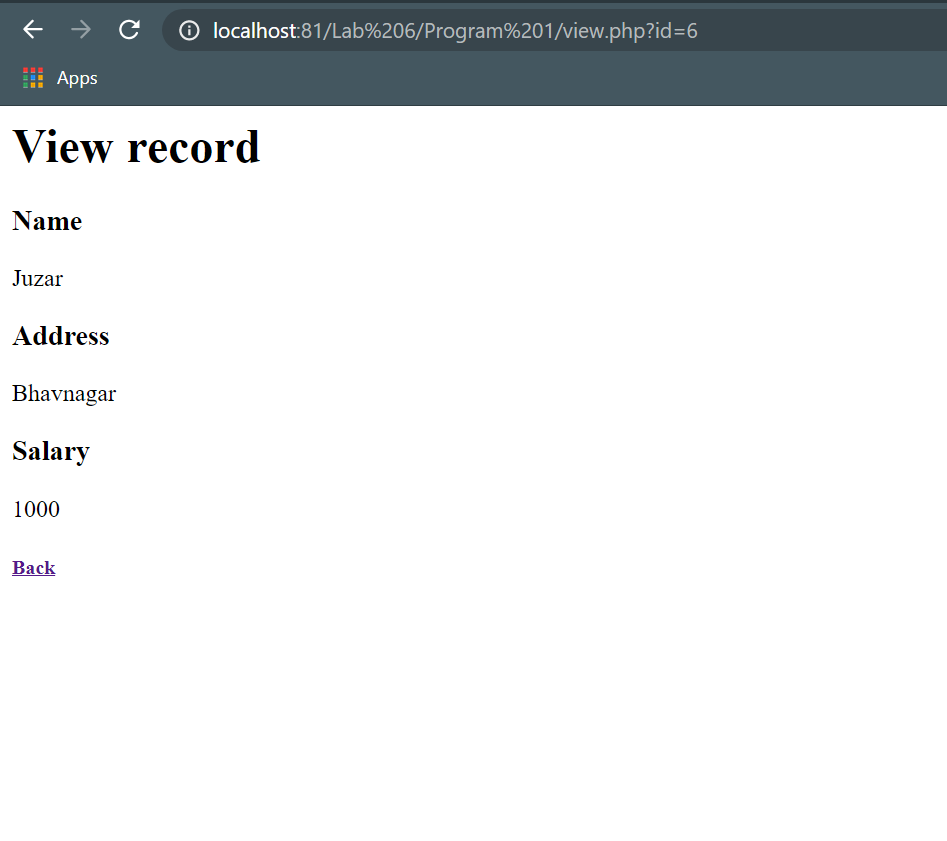 localhost:81/Lab%206/Program%201/view.php?id=6
Apps
View record
Name
Juzar
Address
Bhavnagar
Salary
1000
Back